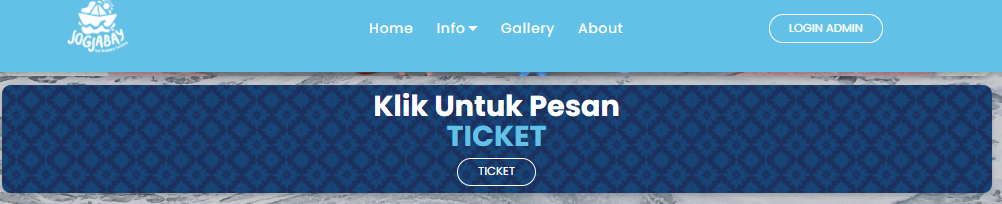 JOGJABAY
Home
Info
Gallery
About
LOGIN ADMIN
Klik Untuk Pesan
TICKET
TICKET